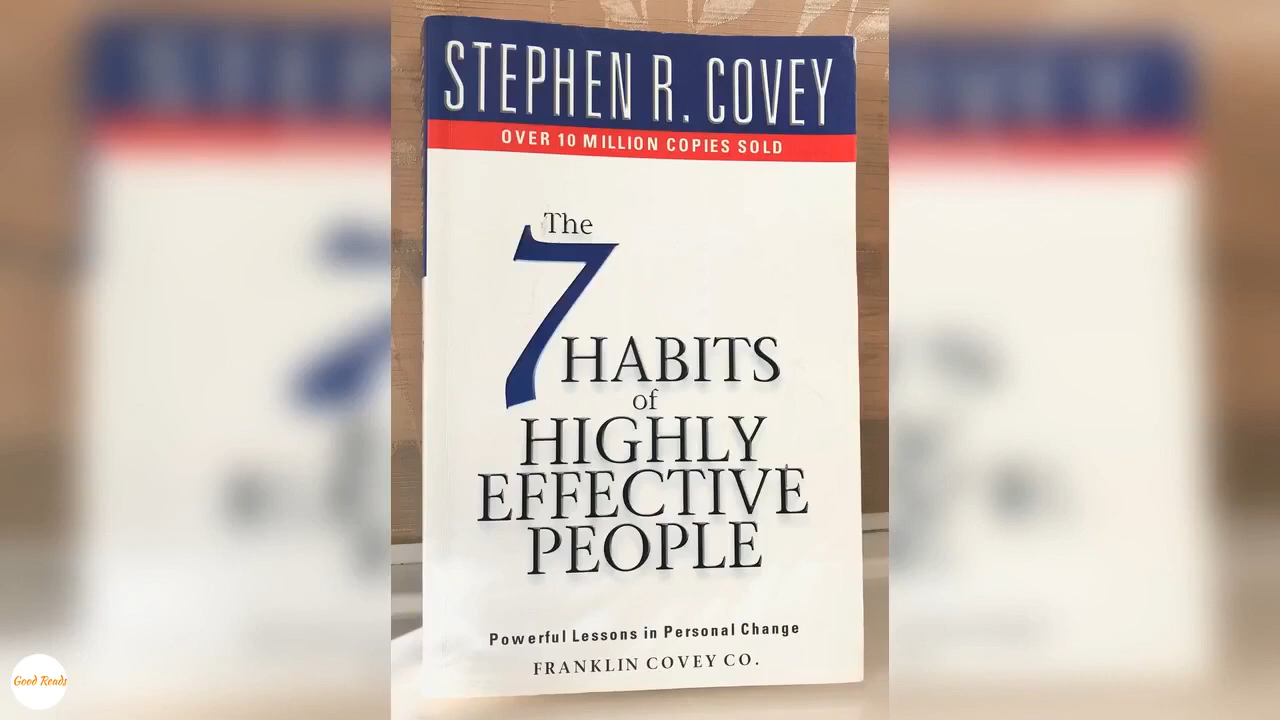 STEPHEN R. COVEY
OVER 10 MILLION COPIES SOLD
The
7 HABITS
of
HIGHLY
EFFECTIVE
PEOPLE
Powerful Lessons in Personal Change
FRANKLIN COVEY CO.
Good Reads